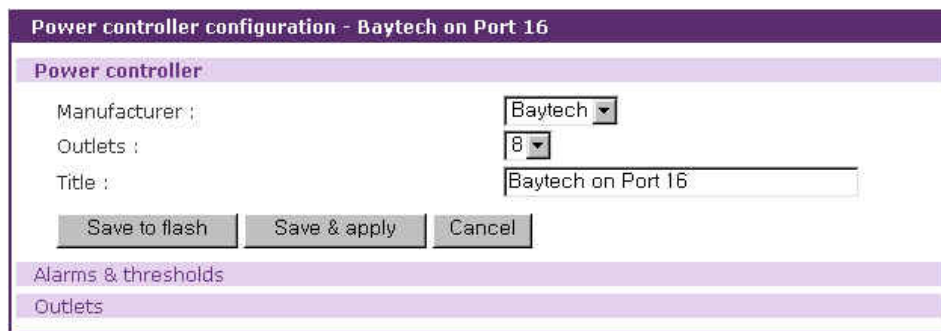 Power controller configuration - Baytech on Port 16
Power controller
Manufacturer : Baytech
Outlets : 8
Title : Baytech on Port 16
Save to flash Save & apply Cancel
Alarms & thresholds
Outlets